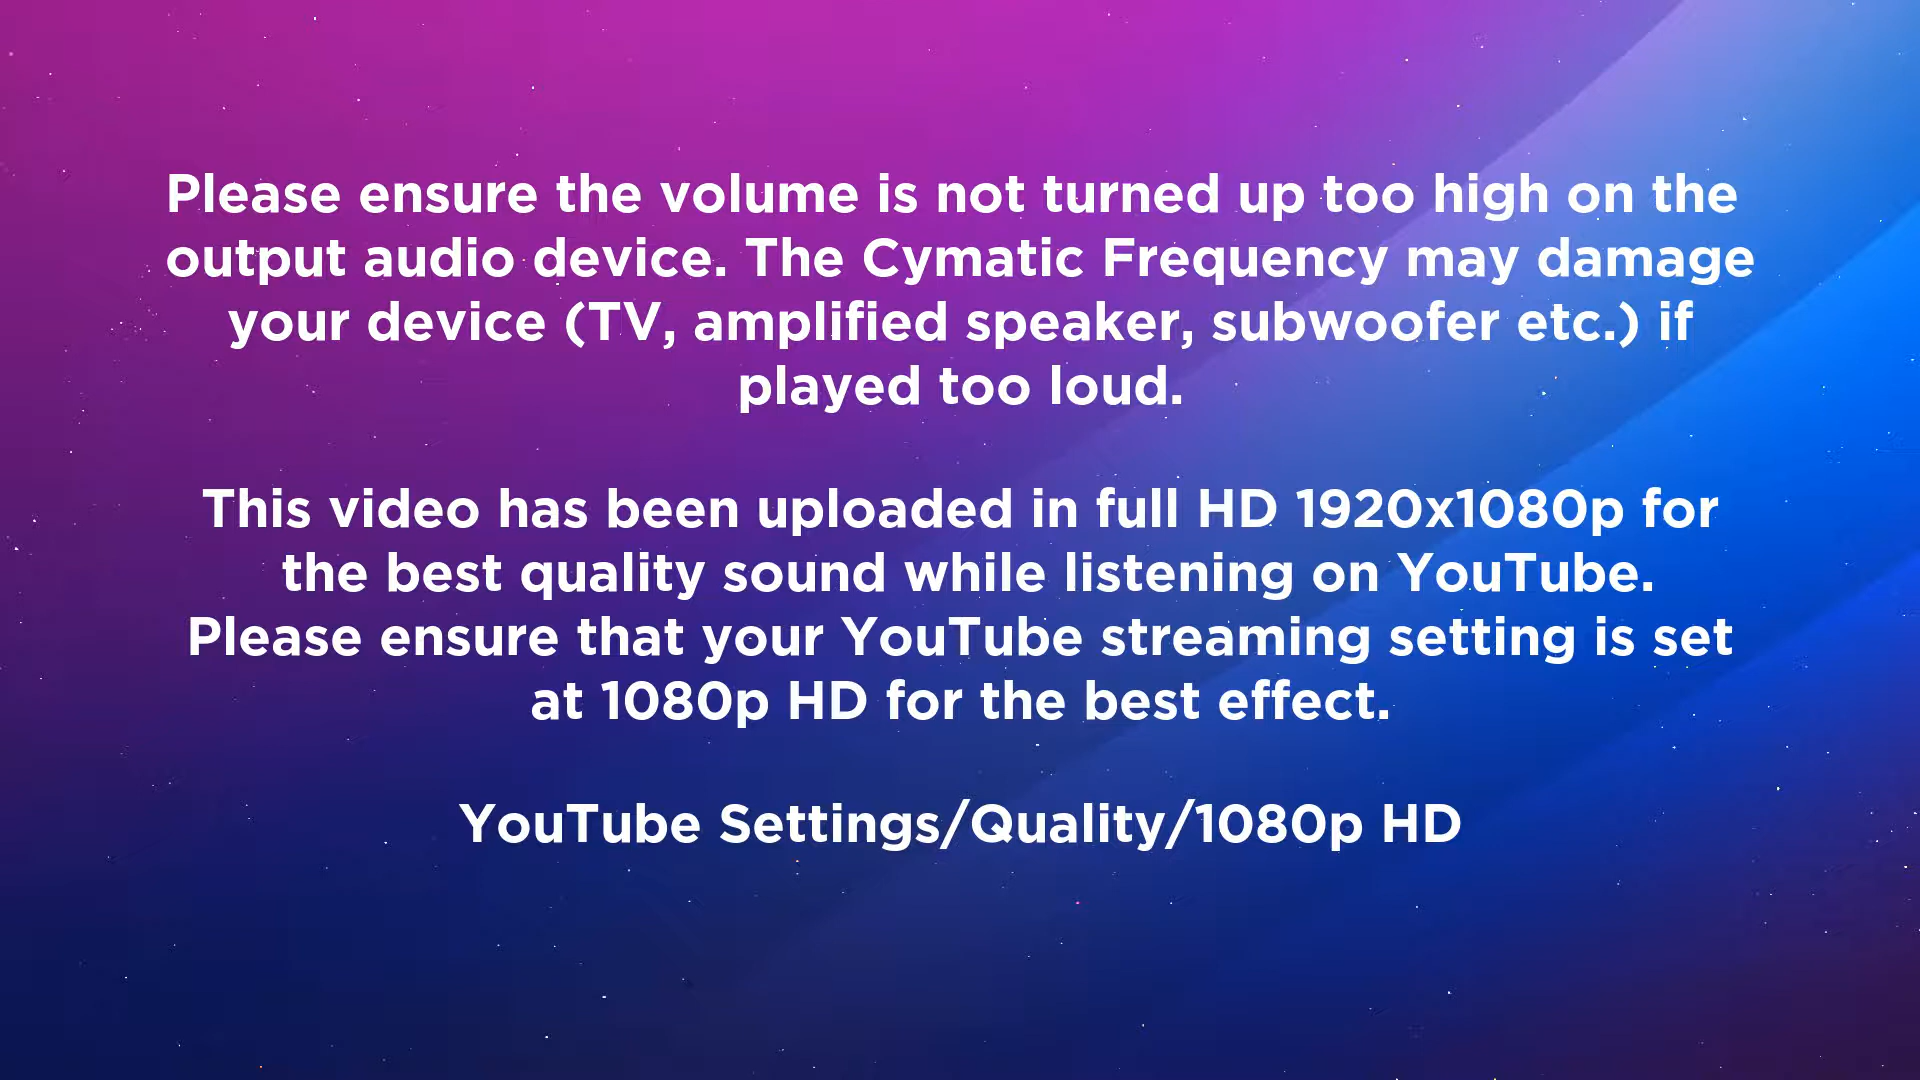 Please ensure the volume is not turned up too high on the
output audio device. The Cymatic Frequency may damage
your device (TV, amplified speaker, subwoofer etc.) if
played too loud.
This video has been uploaded in full HD 1920x1080p for
the best quality sound while listening on YouTube.
Please ensure that your YouTube streaming setting is set
at 1080p HD for the best effect.
YouTube Settings/Quality/1080p HD